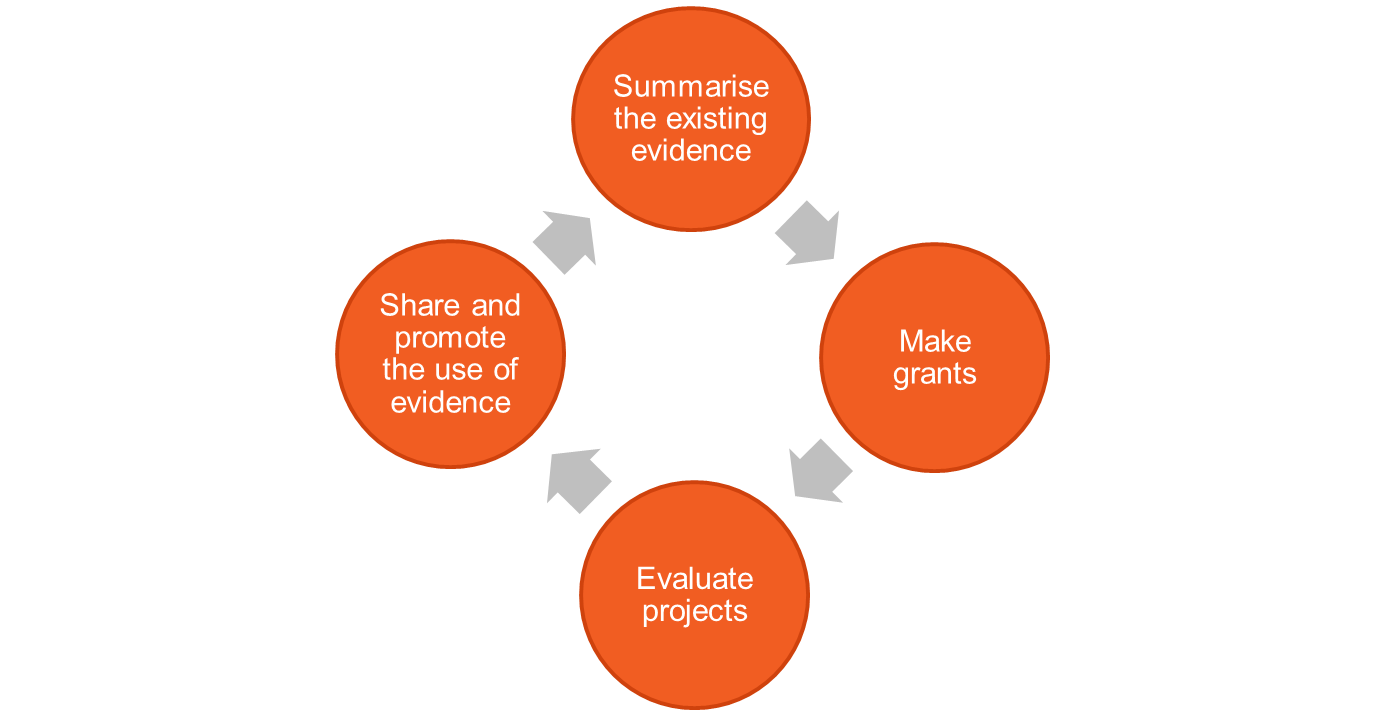 Summarise
the existing
evidence
Make
grants
Evaluate
projects
Share and
promote
the use of
evidence